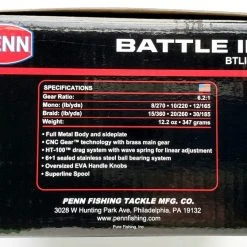 PENN
BATTLE I
BTLI
SPECIFICATIONS
Gear Ratio: 6.2:1
Mono: (lb/yds) 8/270 10/220 12/165
Braid: (lb/yds) 15/360 20/260 30/185
Weight: 12.2 oz • 347 grams
• Full Metal Body and sideplate
• CNC Gear™ technology with brass main gear
• HT-100™ drag system with wave spring for linear adjustment
• 6+1 sealed stainless steel ball bearing system
• Oversized EVA Handle Knobs
• Superline Spool
PENN FISHING TACKLE MFG. CO.
3028 W Hunting Park Ave, Philadelphia, PA 19132
www.pennfishing.com
Pure Fishing, Inc